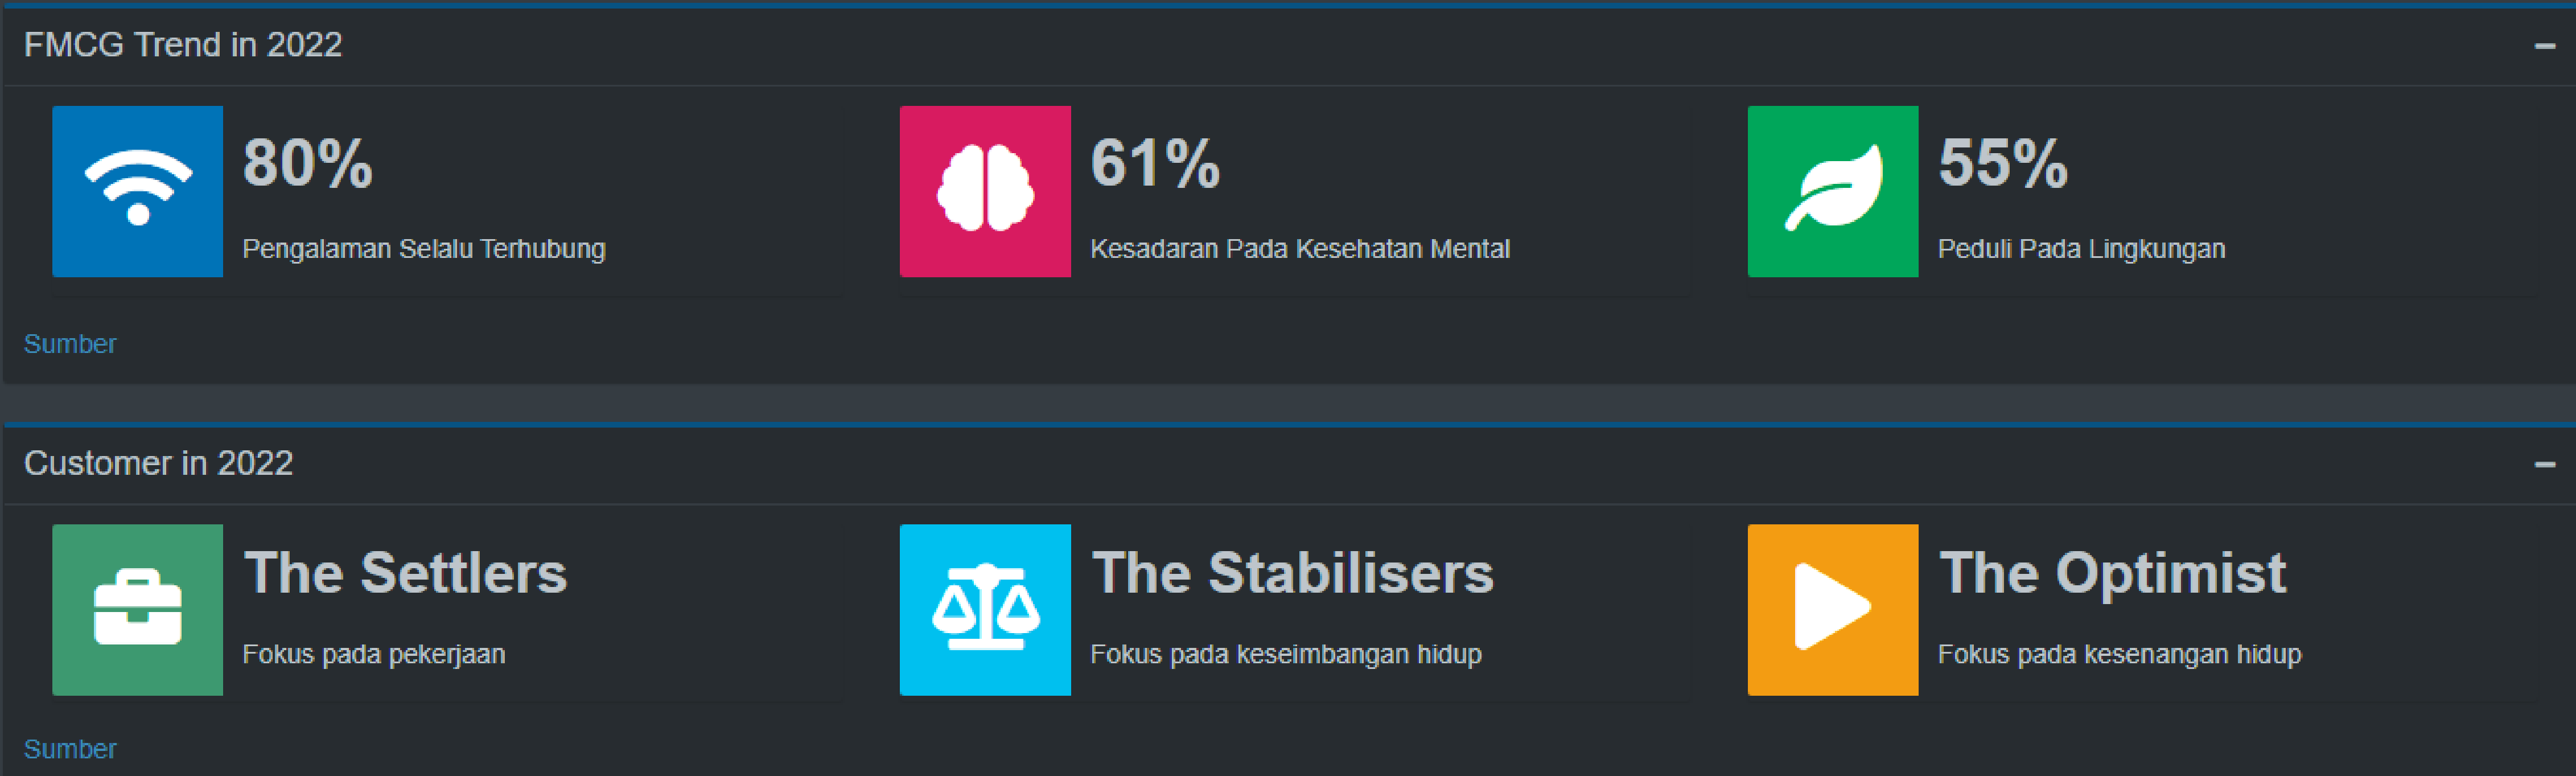 FMCG Trend in 2022
80%
Pengalaman Selalu Terhubung
61%
Kesadaran Pada Kesehatan Mental
55%
Peduli Pada Lingkungan
Sumber
Customer in 2022
The Settlers
Fokus pada pekerjaan
The Stabilisers
Fokus pada keseimbangan hidup
The Optimist
Fokus pada kesenangan hidup
Sumber